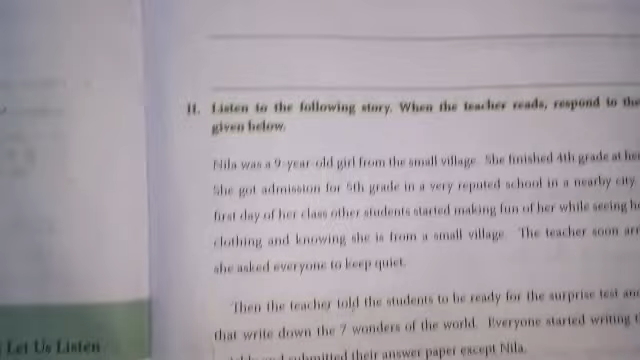 II. Listen to the following story. When the teacher reads, respond to the
given below.
Nila was a 9-year-old girl from the small village. She finished 4th grade at
She got admission for 5th grade in a very reputed school in a nearby city.
first day of her class other students started making fun of her while seeing
clothing and knowing she is from a small village. The teacher soon
she asked everyone to keep quiet.
Then the teacher told the students to be ready for the surprise test
that write down the 7 wonders of the world. Everyone started writing
and submitted their answer paper except Nila.
Let Us Listen